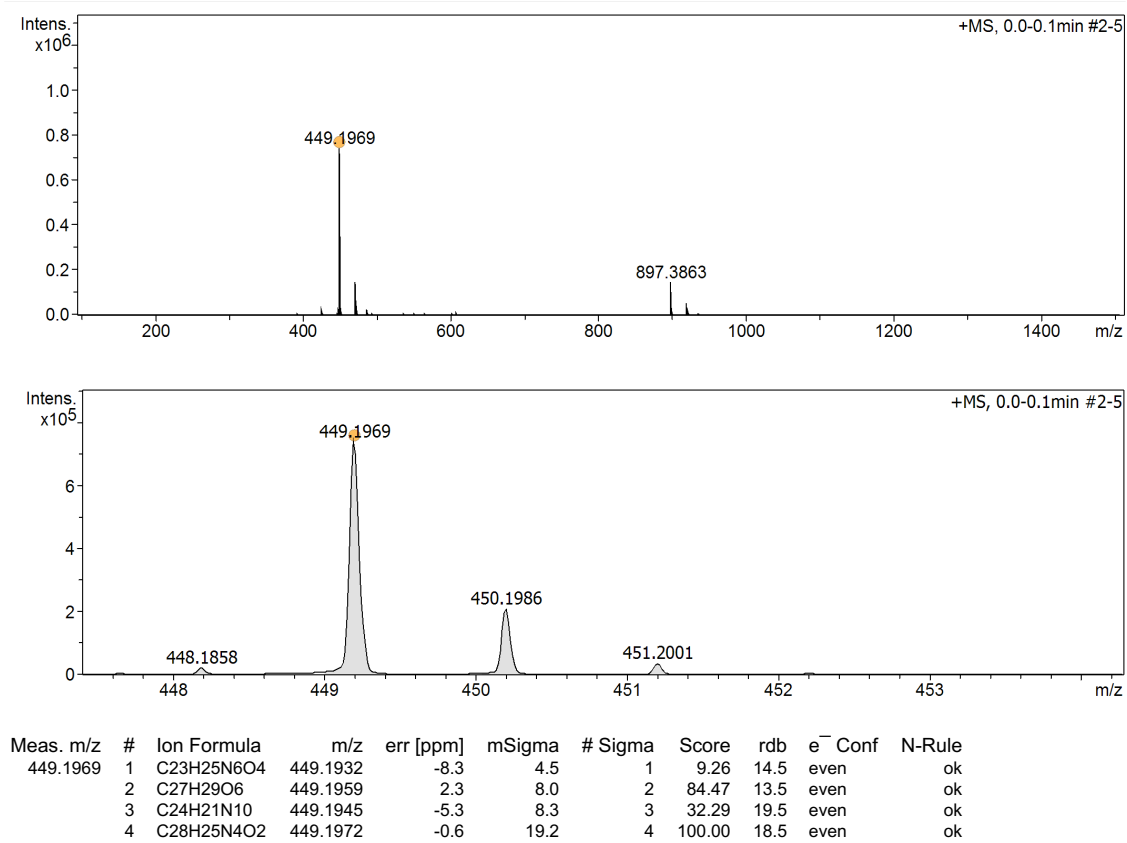 Intens.
x10^6
+MS, 0.0-0.1min #2-5
1.0
0.8
0.6
0.4
0.2
0.0
449.1969
897.3863
200 400 600 800 1000 1200 1400 m/z
Intens.
x10^5
+MS, 0.0-0.1min #2-5
6
4
2
0
449.1969
450.1986
448.1858
451.2001
448 449 450 451 452 453 m/z
Meas. m/z # Ion Formula m/z err [ppm] mSigma # Sigma Score rdb e¯ Conf N-Rule
449.1969 1 C23H25N6O4 449.1932 -8.3 4.5 1 9.26 14.5 even ok
2 C27H29O6 449.1959 2.3 8.0 2 84.47 13.5 even ok
3 C24H21N10 449.1945 -5.3 8.3 3 32.29 19.5 even ok
4 C28H25N4O2 449.1972 -0.6 19.2 4 100.00 18.5 even ok